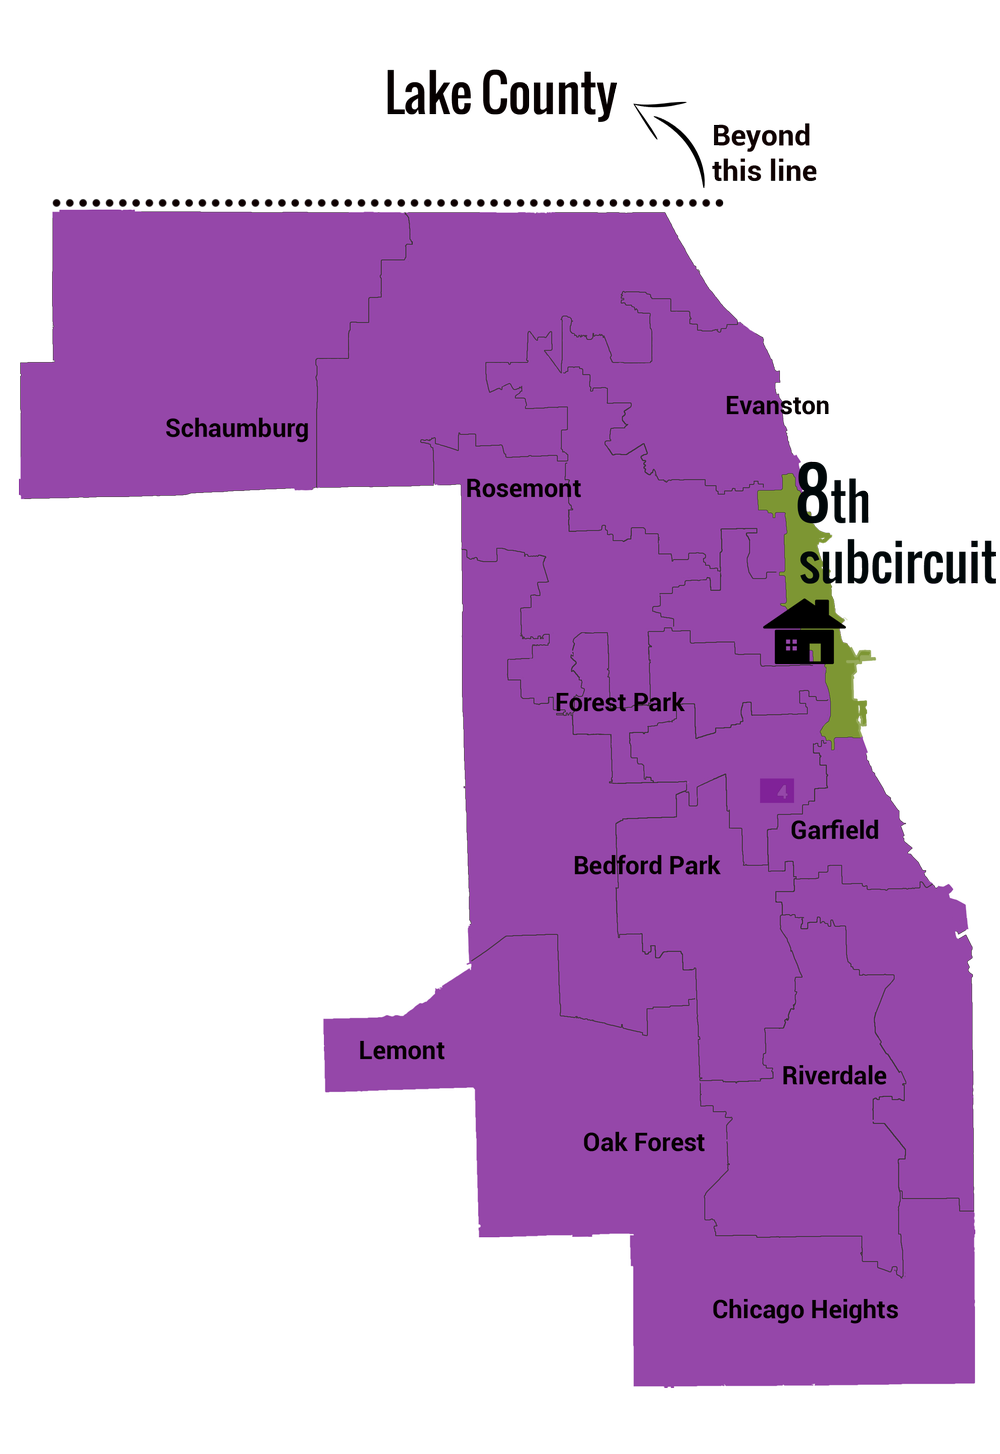 Lake County
Beyond
this line
Evanston
Schaumburg
8th
Rosemont
subcircuit
Forest Park
4
Garfield
Bedford Park
Lemont
Riverdale
Oak Forest
Chicago Heights